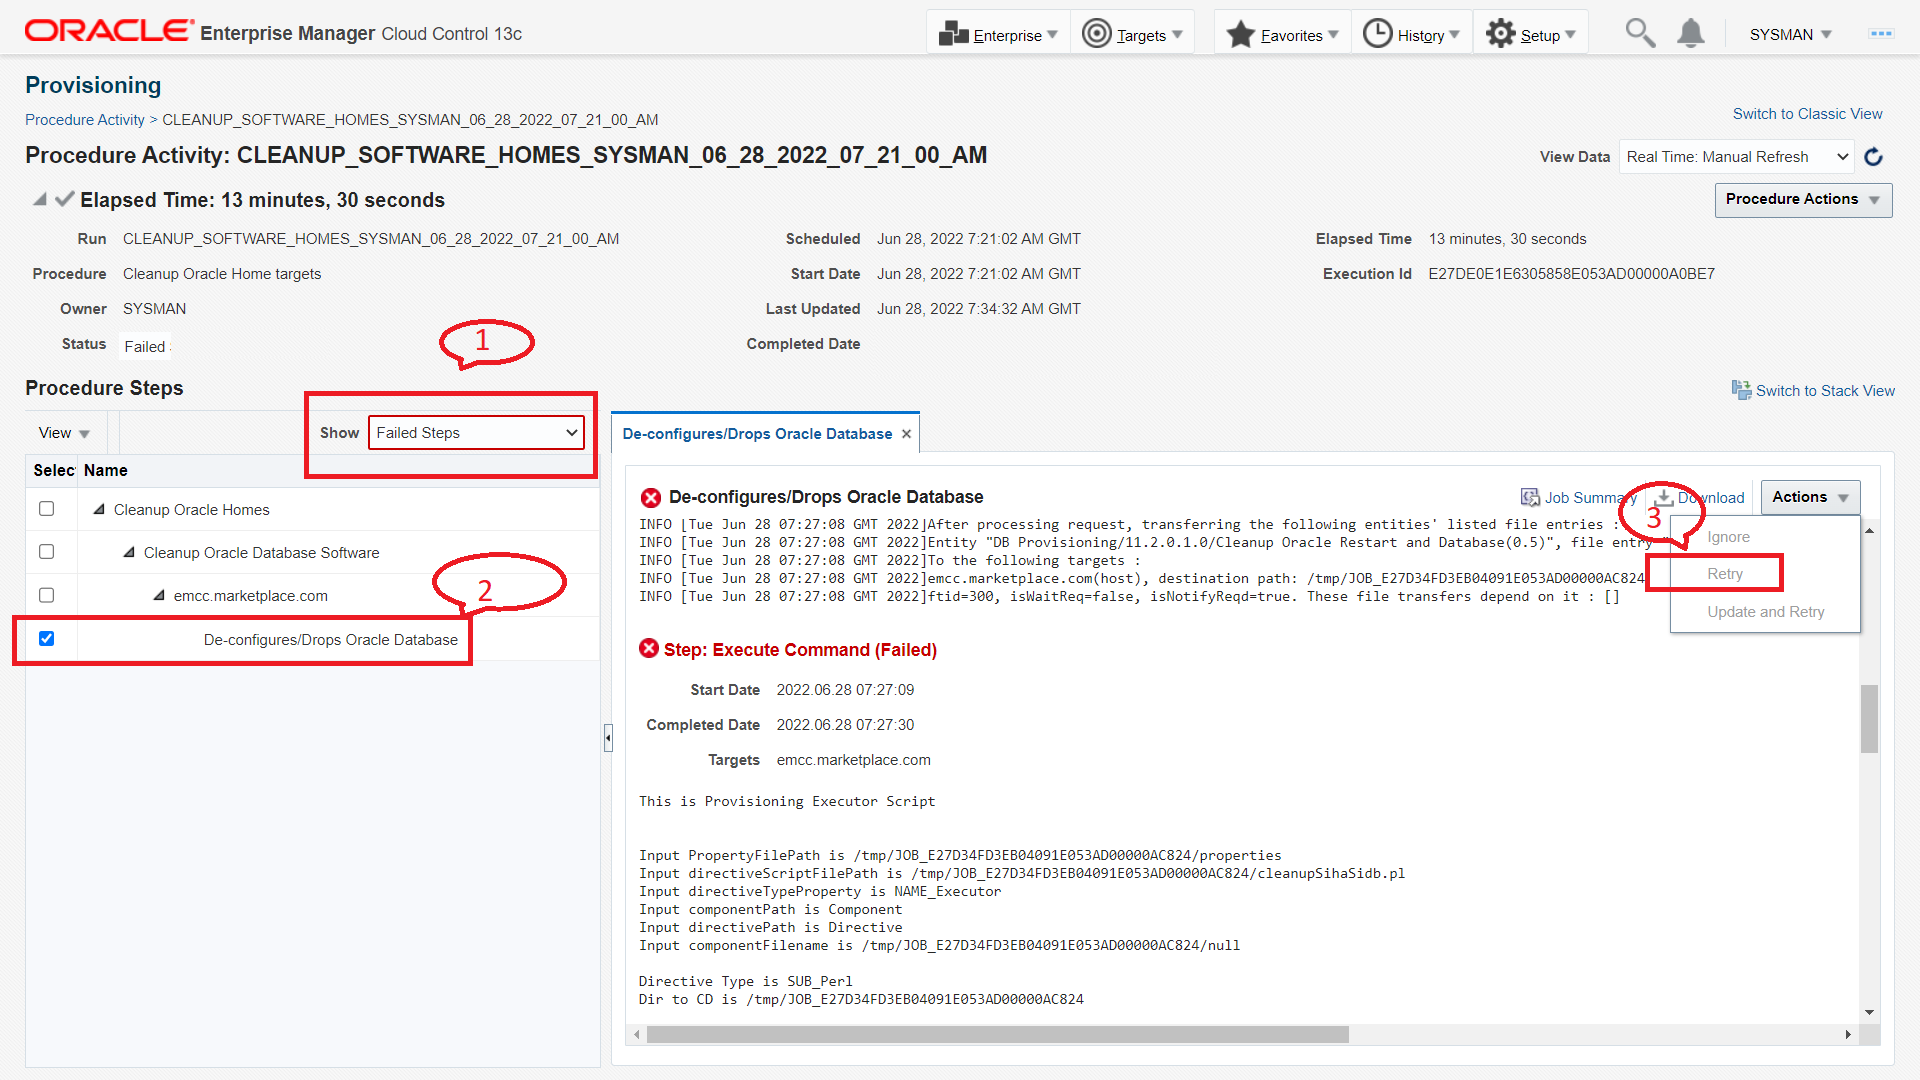 ORACLE Enterprise Manager Cloud Control 13c
Enterprise
Targets
Favorites
History
Setup
SYSMAN
Provisioning
Procedure Activity > CLEANUP_SOFTWARE_HOMES_SYSMAN_06_28_2022_07_21_00_AM
Switch to Classic View
Procedure Activity: CLEANUP_SOFTWARE_HOMES_SYSMAN_06_28_2022_07_21_00_AM
View Data Real Time: Manual Refresh
Elapsed Time: 13 minutes, 30 seconds
Procedure Actions
Run CLEANUP_SOFTWARE_HOMES_SYSMAN_06_28_2022_07_21_00_AM
Scheduled Jun 28, 2022 7:21:02 AM GMT
Elapsed Time 13 minutes, 30 seconds
Procedure Cleanup Oracle Home targets
Start Date Jun 28, 2022 7:21:02 AM GMT
Execution Id E27DE0E1E6305858E053AD00000A0BE7
Owner SYSMAN
Last Updated Jun 28, 2022 7:34:32 AM GMT
Status Failed
Completed Date
1
Procedure Steps
Switch to Stack View
View
Show Failed Steps
Selec Name
Cleanup Oracle Homes
Cleanup Oracle Database Software
emcc.marketplace.com
2
De-configures/Drops Oracle Database
De-configures/Drops Oracle Database ×
De-configures/Drops Oracle Database
Job Summary
Download
Actions
3
Ignore
Retry
Update and Retry
INFO [Tue Jun 28 07:27:08 GMT 2022]After processing request, transferring the following entities' listed file entries :
INFO [Tue Jun 28 07:27:08 GMT 2022]Entity "DB Provisioning/11.2.0.1.0/Cleanup Oracle Restart and Database(0.5)", file entry
INFO [Tue Jun 28 07:27:08 GMT 2022]To the following targets :
INFO [Tue Jun 28 07:27:08 GMT 2022]emcc.marketplace.com(host), destination path: /tmp/JOB_E27D34FD3EB04091E053AD00000AC824
INFO [Tue Jun 28 07:27:08 GMT 2022]ftid=300, isWaitReq=false, isNotifyReqd=true. These file transfers depend on it : []
Step: Execute Command (Failed)
Start Date 2022.06.28 07:27:09
Completed Date 2022.06.28 07:27:30
Targets emcc.marketplace.com
This is Provisioning Executor Script
Input PropertyFilePath is /tmp/JOB_E27D34FD3EB04091E053AD00000AC824/properties
Input directiveScriptFilePath is /tmp/JOB_E27D34FD3EB04091E053AD00000AC824/cleanupSihaSidb.pl
Input directiveTypeProperty is NAME_Executor
Input componentPath is Component
Input directivePath is Directive
Input componentFilename is /tmp/JOB_E27D34FD3EB04091E053AD00000AC824/null
Directive Type is SUB_Perl
Dir to CD is /tmp/JOB_E27D34FD3EB04091E053AD00000AC824